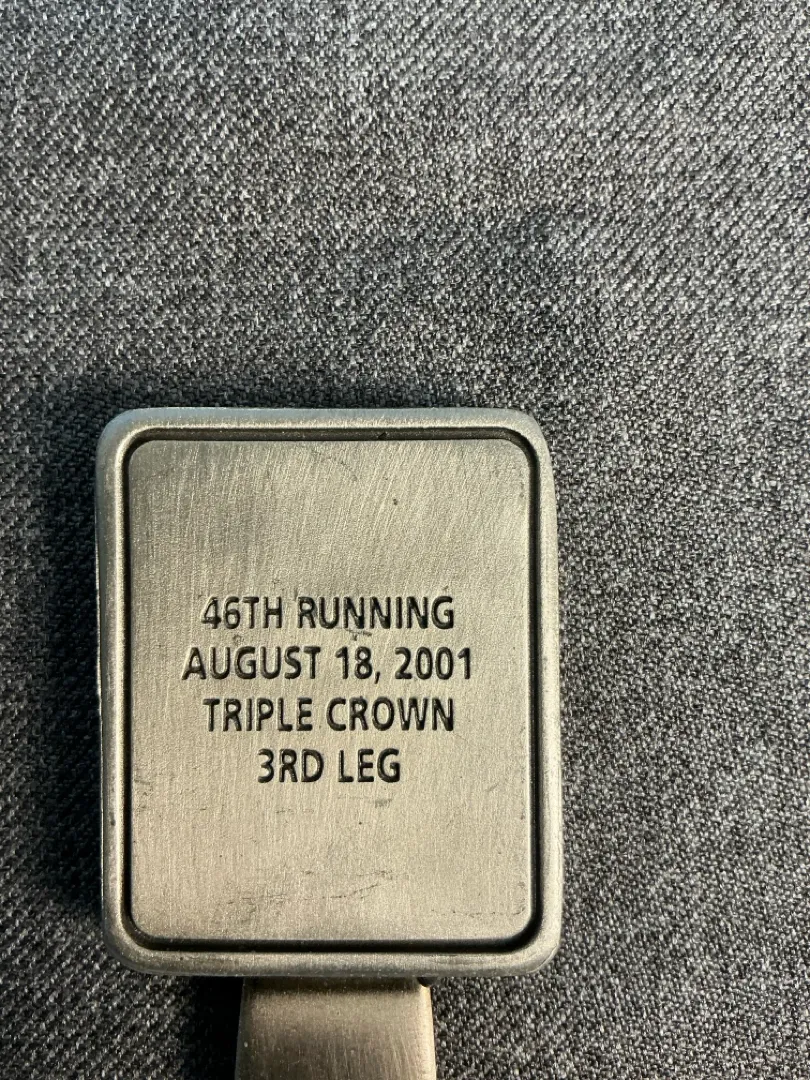 46TH RUNNING
AUGUST 18, 2001
TRIPLE CROWN
3RD LEG